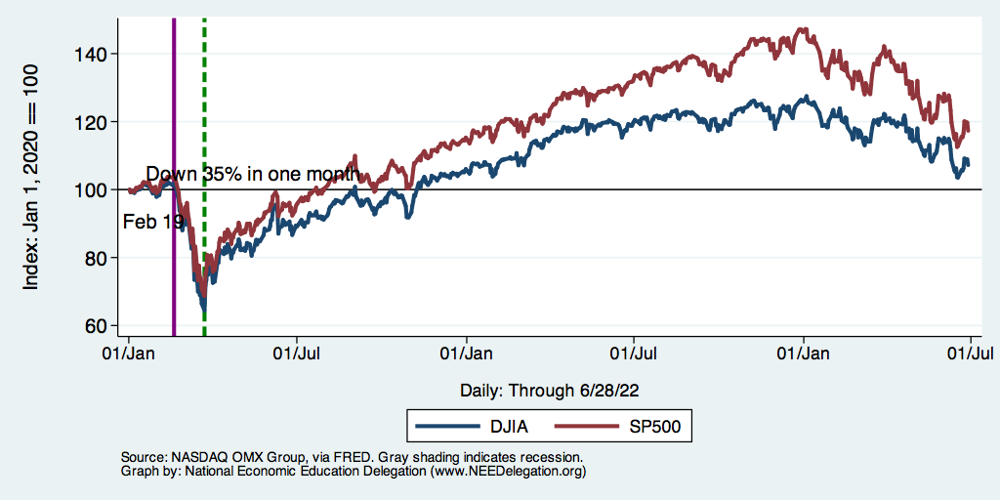 Index: Jan 1, 2020 == 100
140
120
100
80
60
Down 35% in one month
Feb 19
01/Jan 01/Jul 01/Jan 01/Jul 01/Jan 01/Jul
Daily: Through 6/28/22
DJIA SP500
Source: NASDAQ OMX Group, via FRED. Gray shading indicates recession.
Graph by: National Economic Education Delegation (www.NEEDelegation.org)